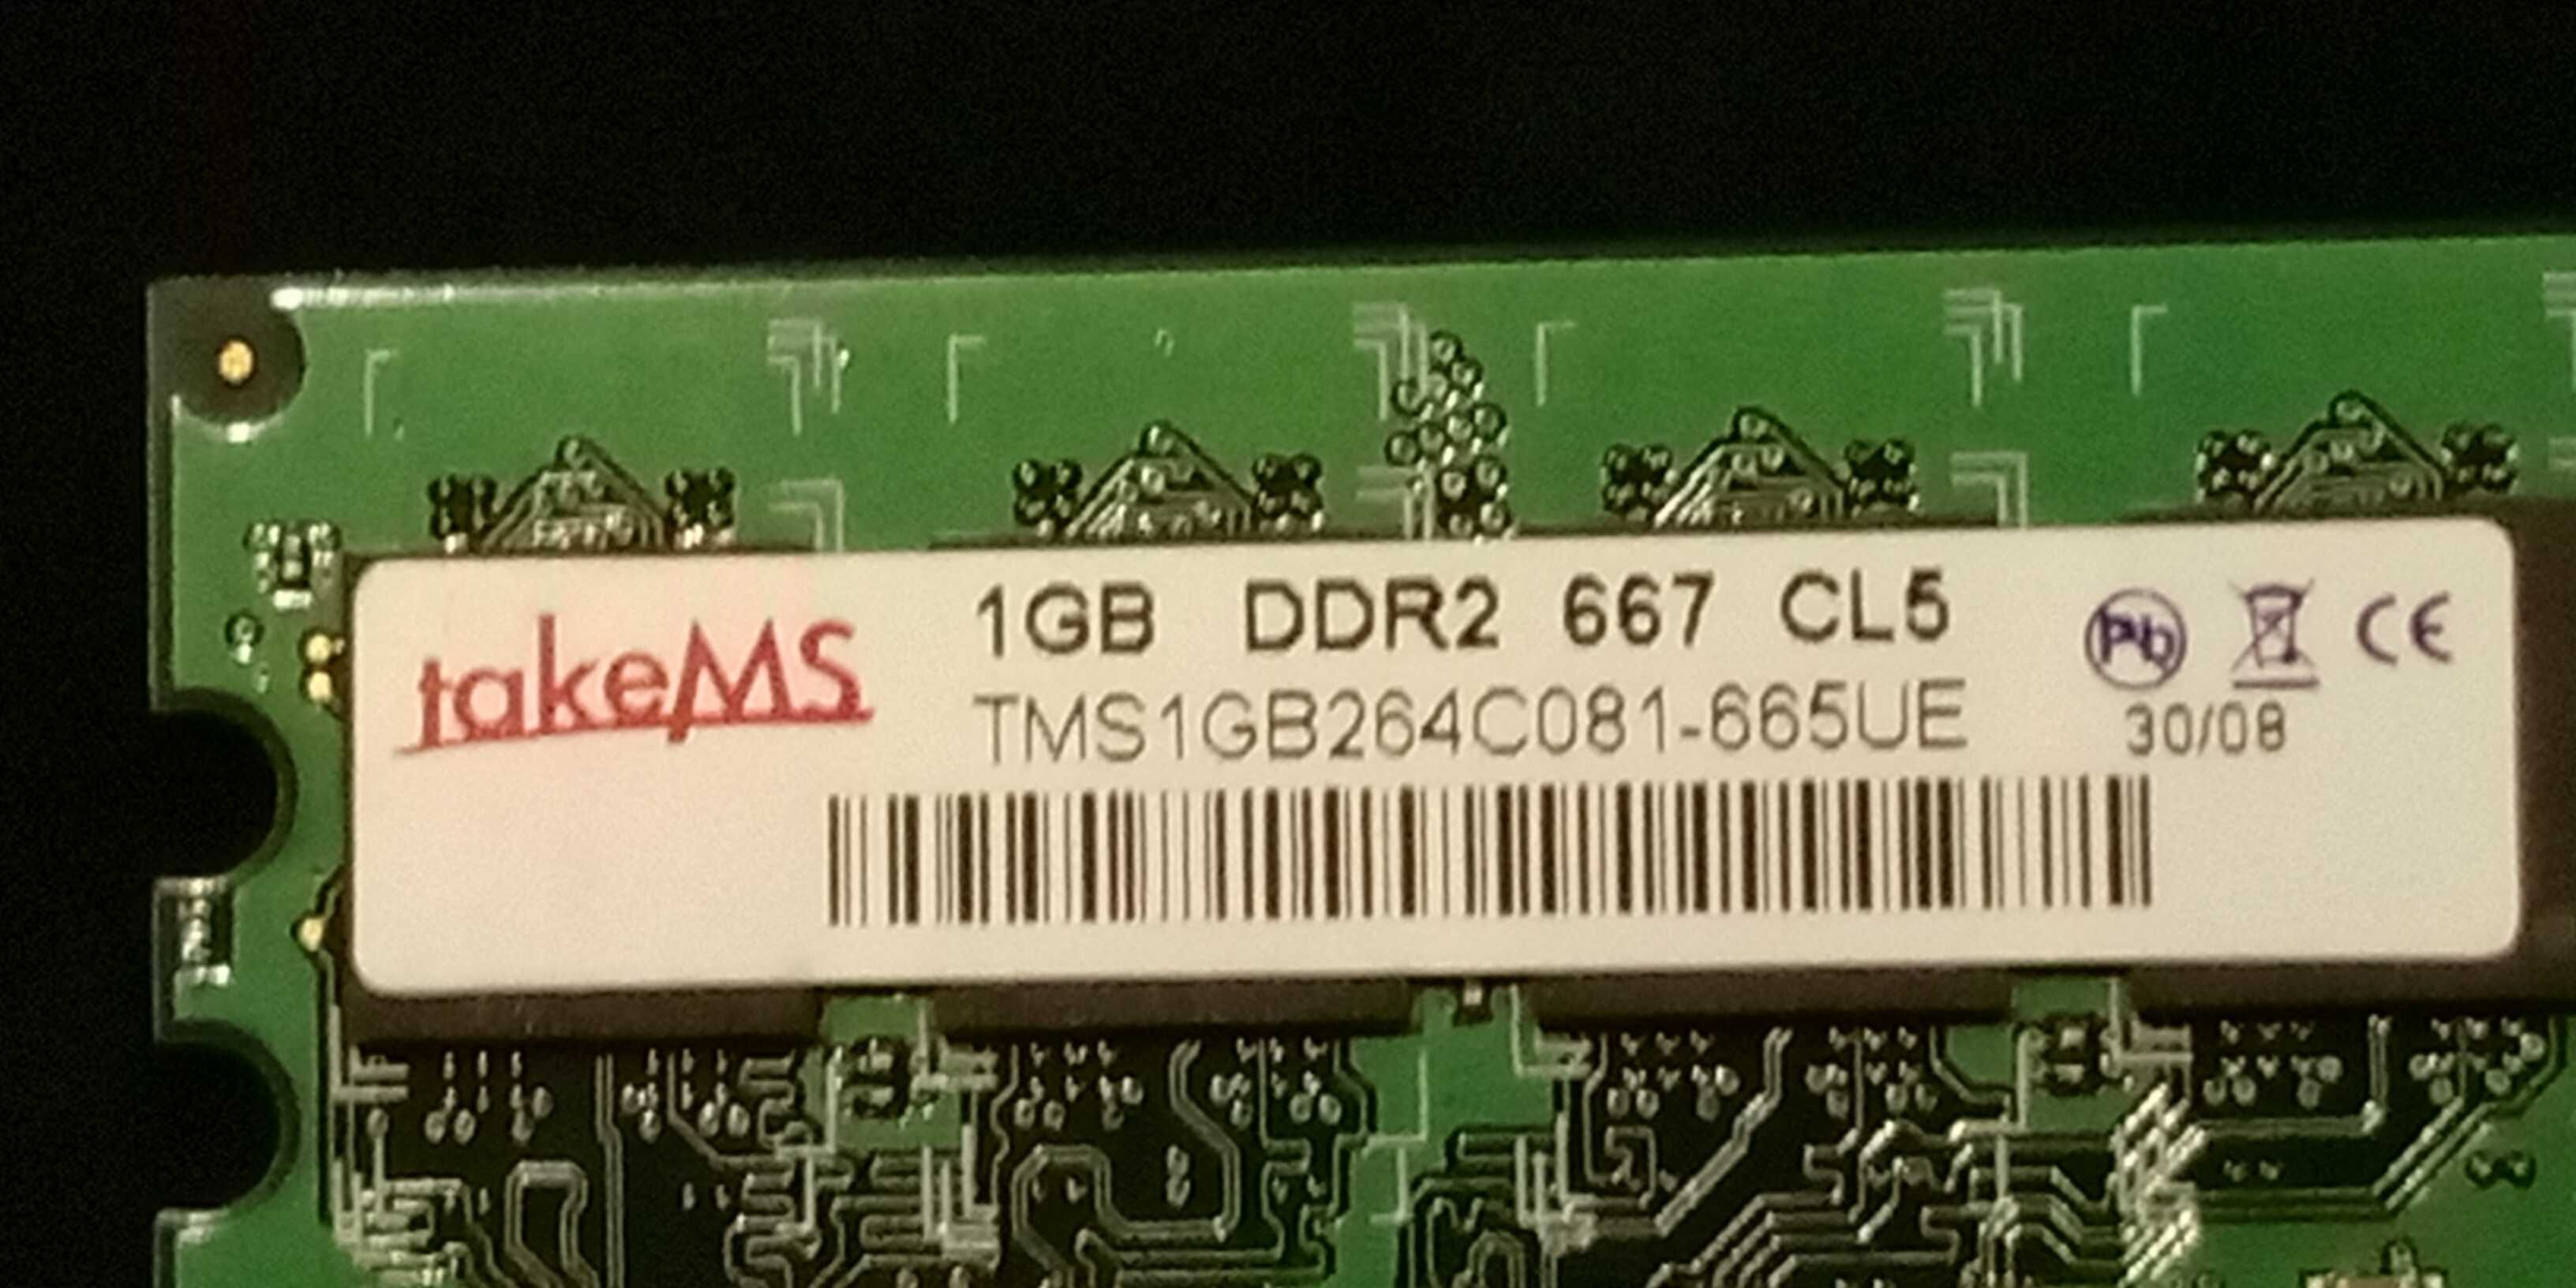 takeMS
1GB DDR2 667 CL5
TMS1GB264C081-665UE
Pb
CE
30/08